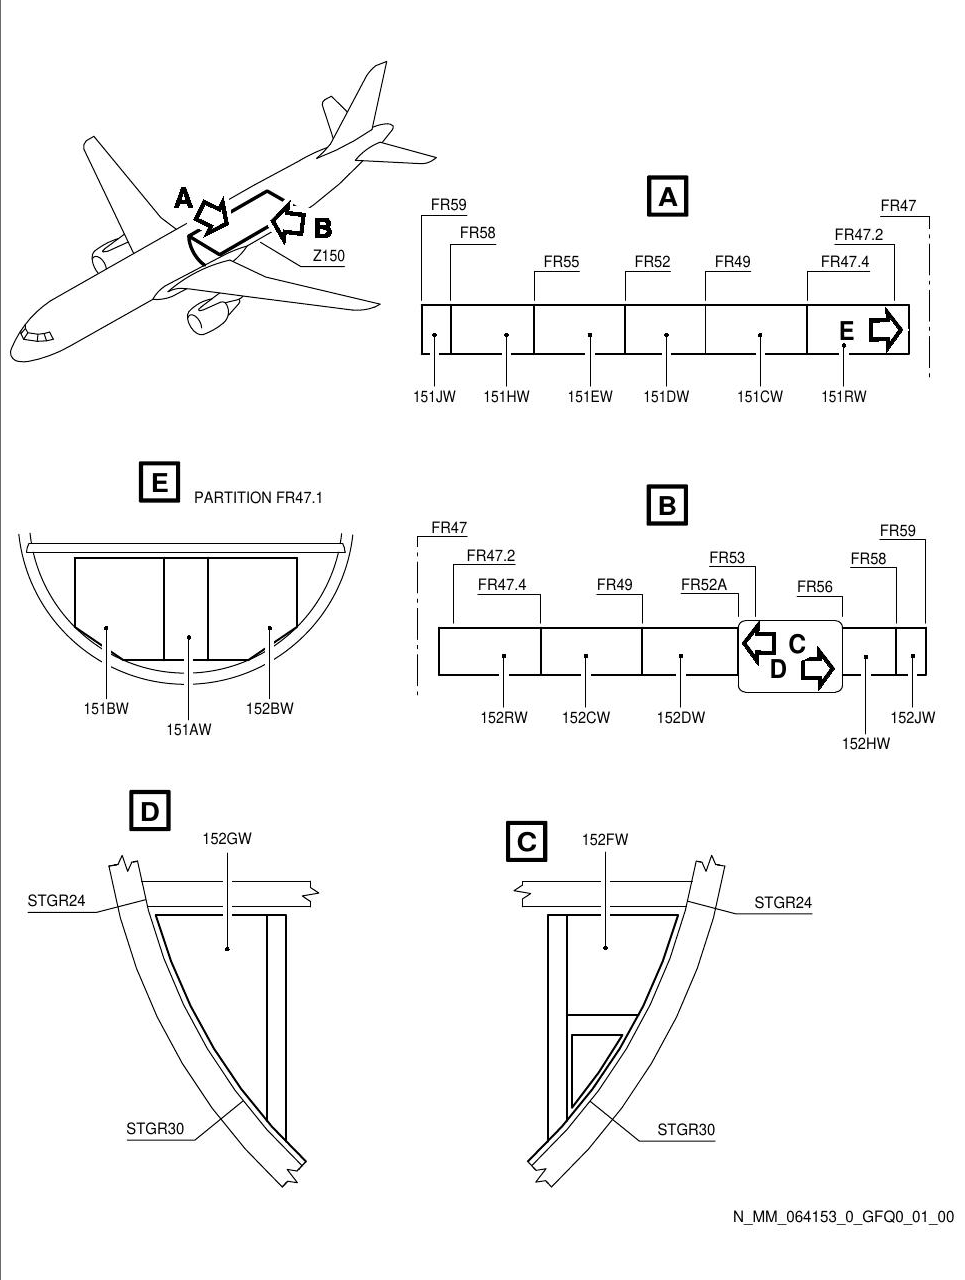 A
B
Z150
A
FR59
FR47
FR58
FR47.2
FR55
FR52
FR49
FR47.4
E
151JW
151HW
151EW
151DW
151CW
151RW
E
PARTITION FR47.1
151BW
152BW
151AW
B
FR47
FR59
FR47.2
FR53
FR58
FR47.4
FR49
FR52A
FR56
C
D
152RW
152CW
152DW
152JW
152HW
D
152GW
STGR24
STGR30
C
152FW
STGR24
STGR30
N_MM_064153_0_GFQ0_01_00